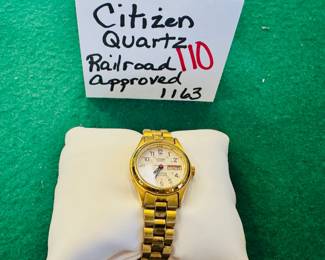 Citizen
Quartz
110
Railroad
approved
1163